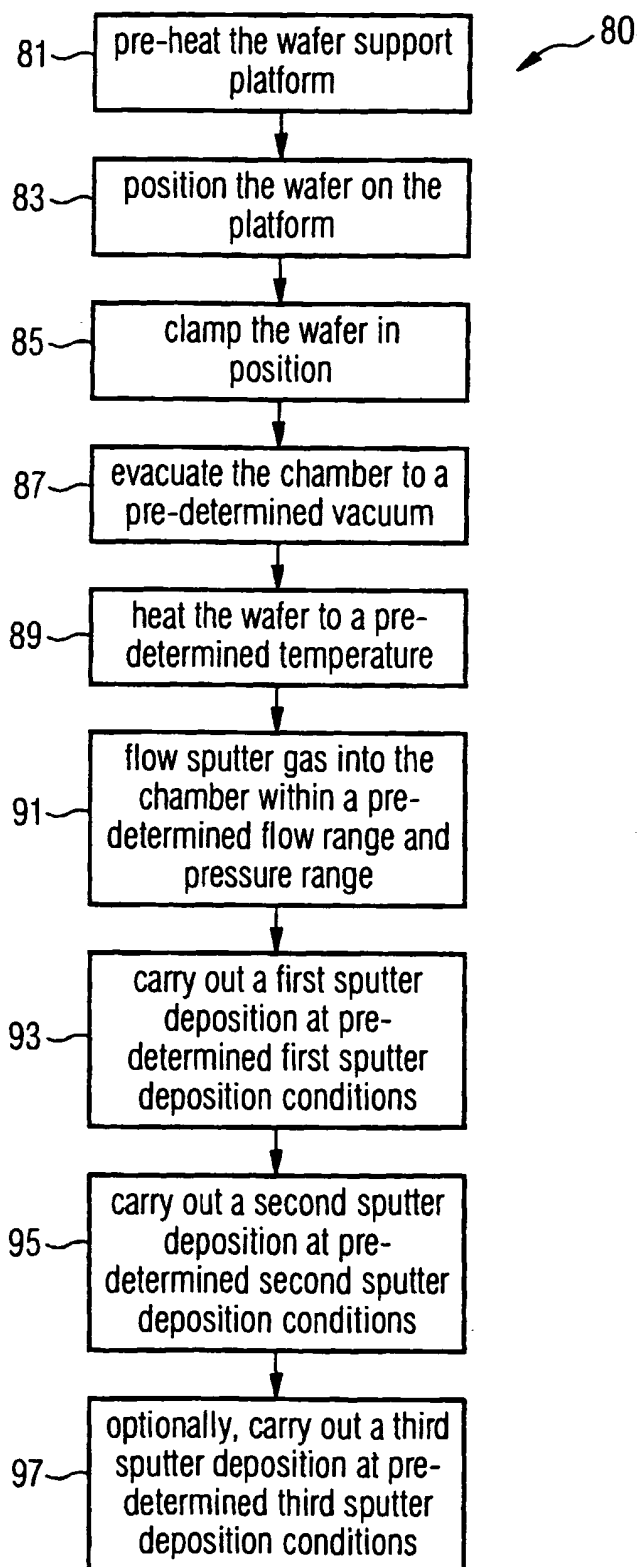 80
81
pre-heat the wafer support
platform
83
position the wafer on the
platform
85
clamp the wafer in
position
87
evacuate the chamber to a
pre-determined vacuum
89
heat the wafer to a pre-
determined temperature
91
flow sputter gas into the
chamber within a pre-
determined flow range and
pressure range
93
carry out a first sputter
deposition at pre-
determined first sputter
deposition conditions
95
carry out a second sputter
deposition at pre-
determined second sputter
deposition conditions
97
optionally, carry out a third
sputter deposition at pre-
determined third sputter
deposition conditions